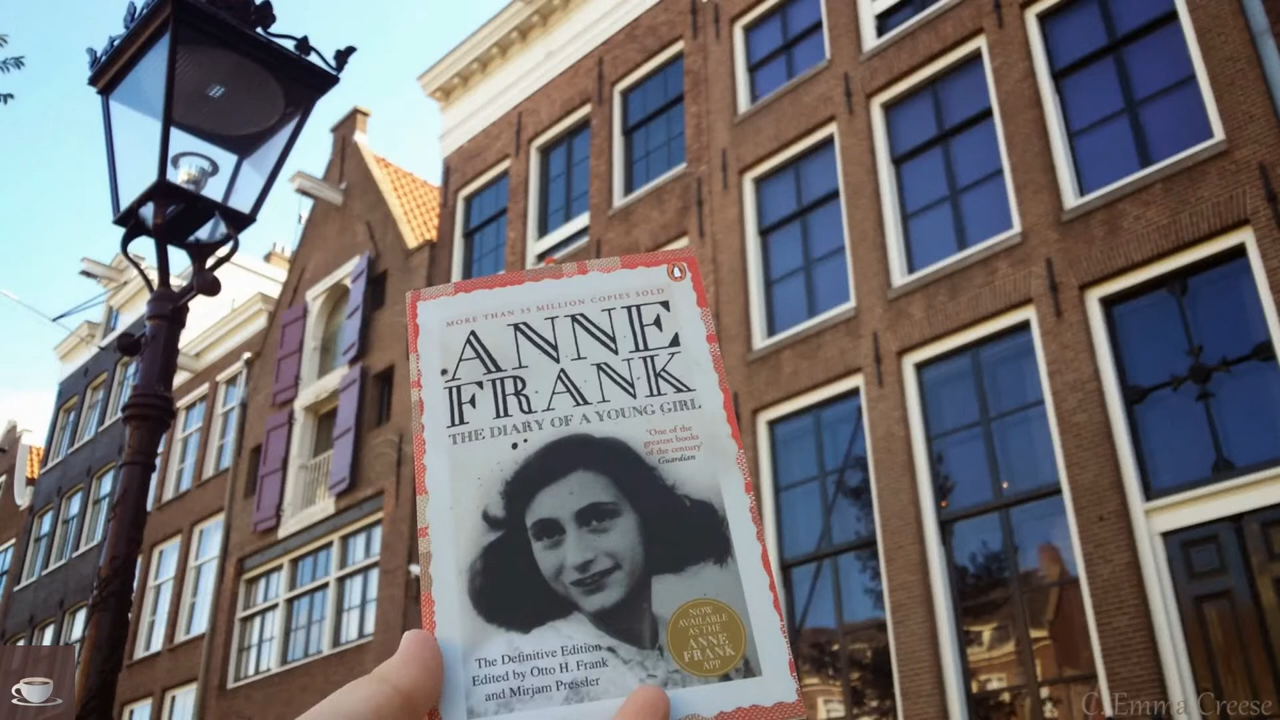 MORE THAN 35 MILLION COPIES SOLD
ANNE
FRANK
THE DIARY OF A YOUNG GIRL
'One of the
greatest books
of the century'
Guardian
NOW
AVAILABLE
AS THE
ANNE
FRANK
APP
The Definitive Edition
Edited by Otto H. Frank
and Mirjam Pressler
C. Emma Creese